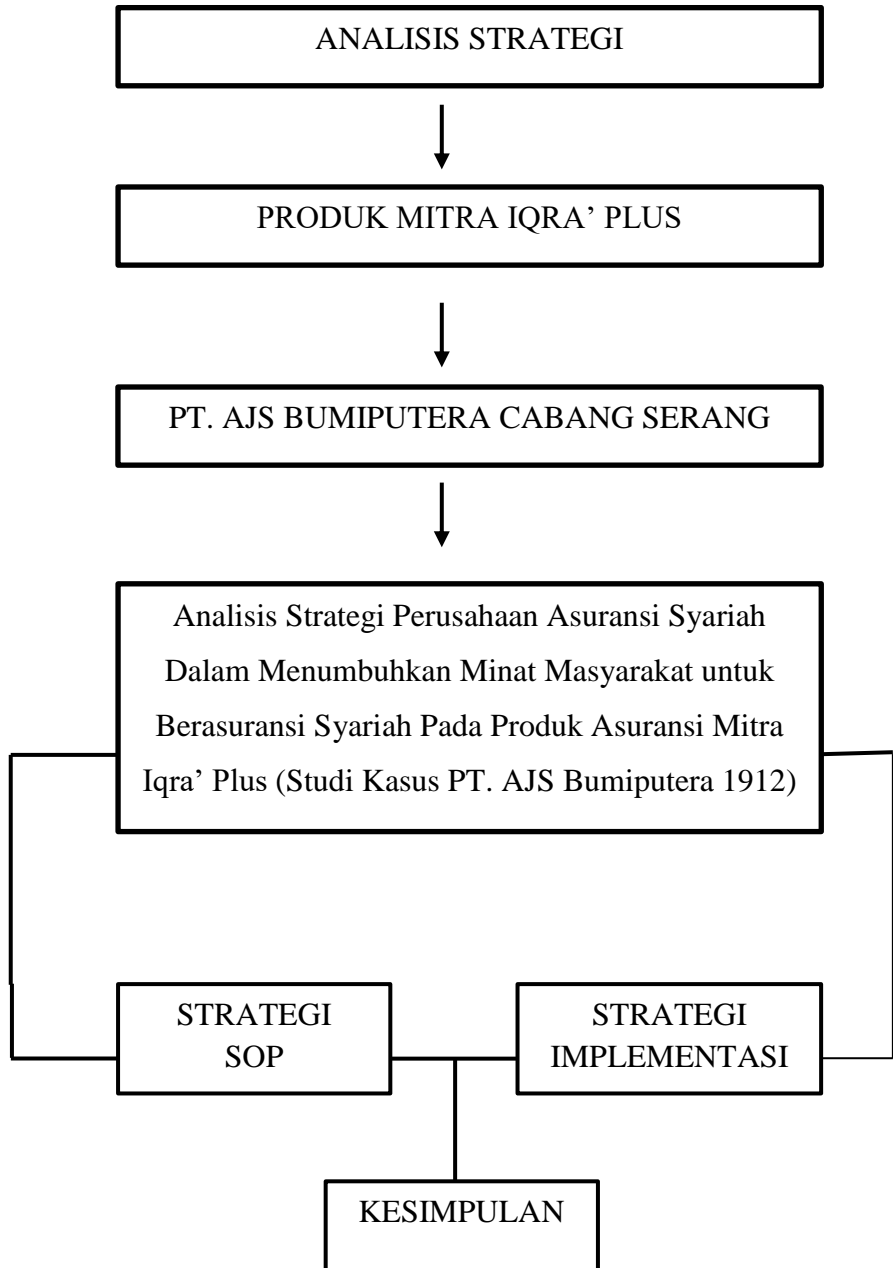 ANALISIS STRATEGI
PRODUK MITRA IQRA’ PLUS
PT. AJS BUMIPUTERA CABANG SERANG
Analisis Strategi Perusahaan Asuransi Syariah
Dalam Menumbuhkan Minat Masyarakat untuk
Berasuransi Syariah Pada Produk Asuransi Mitra
Iqra’ Plus (Studi Kasus PT. AJS Bumiputera 1912)
STRATEGI
SOP
STRATEGI
IMPLEMENTASI
KESIMPULAN